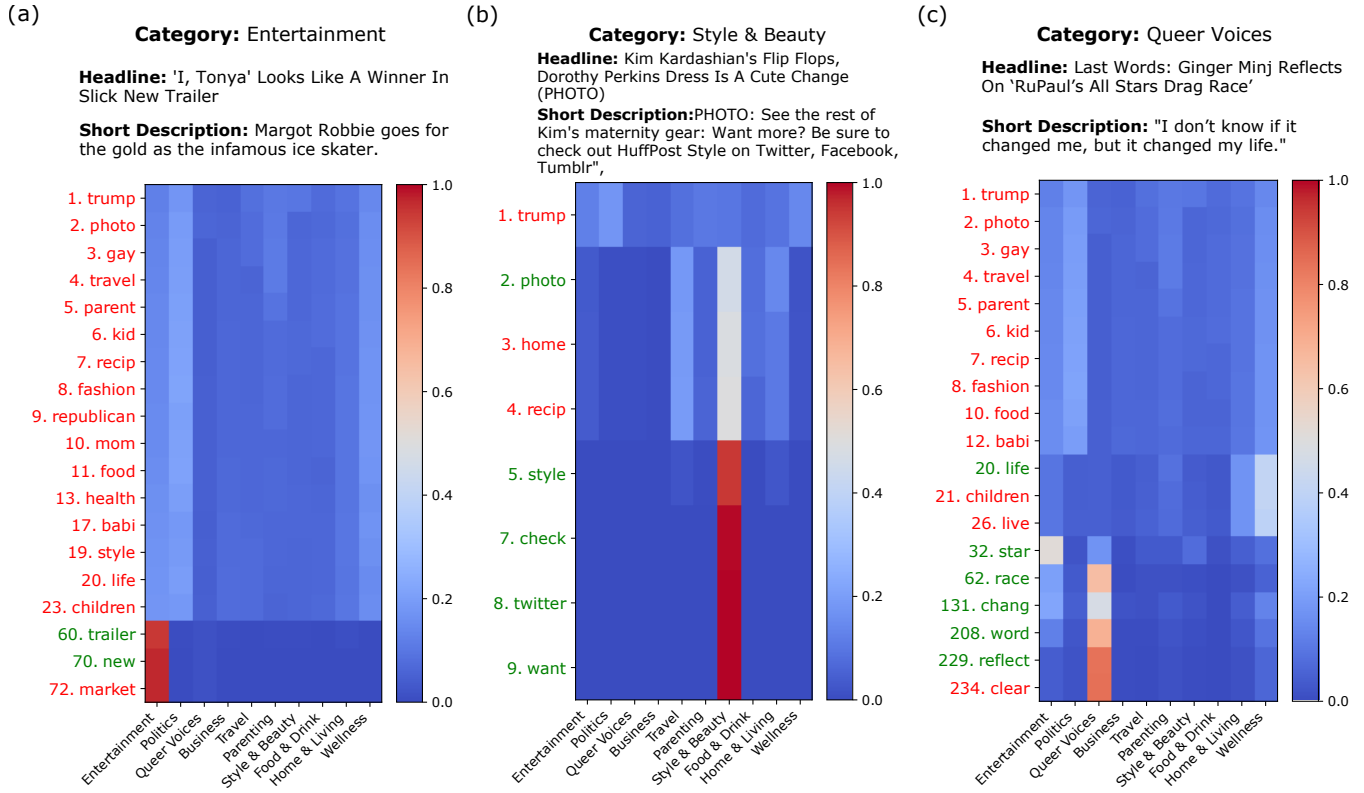 (a)
Category: Entertainment
Headline: 'I, Tonya' Looks Like A Winner In
Slick New Trailer
Short Description: Margot Robbie goes for
the gold as the infamous ice skater.
1. trump
2. photo
3. gay
4. travel
5. parent
6. kid
7. recip
8. fashion
9. republican
10. mom
11. food
13. health
17. babi
19. style
20. life
23. children
60. trailer
70. new
72. market
1.0
0.8
0.6
0.4
0.2
0.0
Entertainment
Politics
Queer Voices
Business
Travel
Parenting
Style & Beauty
Food & Drink
Home & Living
Wellness
(b)
Category: Style & Beauty
Headline: Kim Kardashian's Flip Flops,
Dorothy Perkins Dress Is A Cute Change
(PHOTO)
Short Description:PHOTO: See the rest of
Kim's maternity gear: Want more? Be sure to
check out HuffPost Style on Twitter, Facebook,
Tumblr",
1. trump
2. photo
3. home
4. recip
5. style
7. check
8. twitter
9. want
1.0
0.8
0.6
0.4
0.2
0.0
Entertainment
Politics
Queer Voices
Business
Travel
Parenting
Style & Beauty
Food & Drink
Home & Living
Wellness
(c)
Category: Queer Voices
Headline: Last Words: Ginger Minj Reflects
On ‘RuPaul’s All Stars Drag Race’
Short Description: "I don’t know if it
changed me, but it changed my life."
1. trump
2. photo
3. gay
4. travel
5. parent
6. kid
7. recip
8. fashion
10. food
12. babi
20. life
21. children
26. live
32. star
62. race
131. chang
208. word
229. reflect
234. clear
1.0
0.8
0.6
0.4
0.2
0.0
Entertainment
Politics
Queer Voices
Business
Travel
Parenting
Style & Beauty
Food & Drink
Home & Living
Wellness